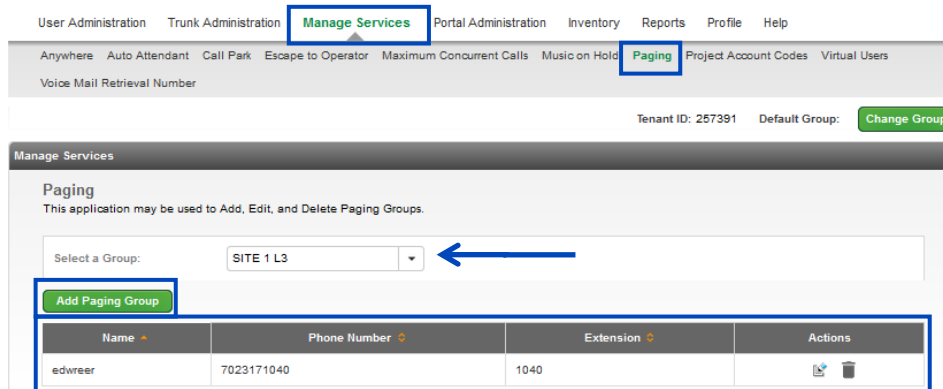 User Administration Trunk Administration Manage Services Portal Administration Inventory Reports Profile Help
Anywhere Auto Attendant Call Park Escape to Operator Maximum Concurrent Calls Music on Hold Paging Project Account Codes Virtual Users
Voice Mail Retrieval Number
Tenant ID: 257391 Default Group: Change Group
Manage Services
Paging
This application may be used to Add, Edit, and Delete Paging Groups.
Select a Group: SITE 1 L3
Add Paging Group
Name Phone Number Extension Actions
edwreer 7023171040 1040